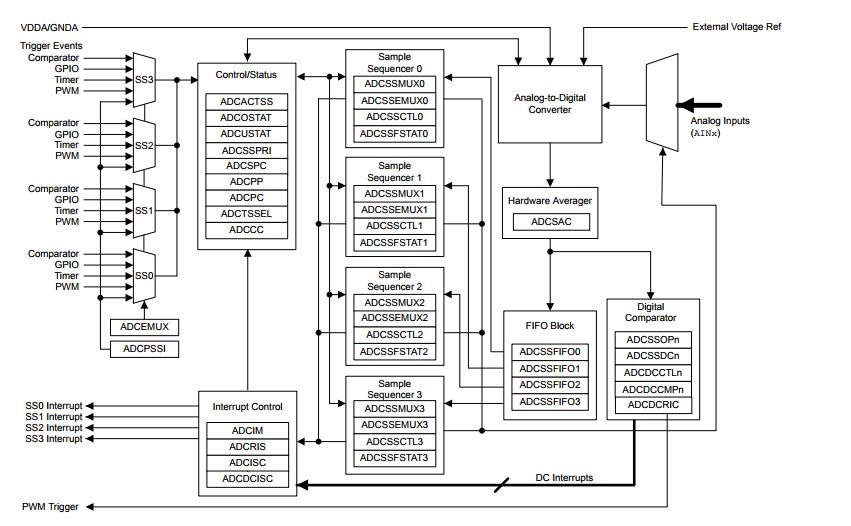 VDDA/GNDA
External Voltage Ref
Trigger Events
Comparator
GPIO
Timer
PWM
SS3
Comparator
GPIO
Timer
PWM
SS2
Comparator
GPIO
Timer
PWM
SS1
Comparator
GPIO
Timer
PWM
SS0
ADCEMUX
ADCPSSI
Control/Status
ADCACTSS
ADCOSTAT
ADCUSTAT
ADCSSPRI
ADCSPC
ADCPP
ADCPC
ADCTSSEL
ADCCC
Sample
Sequencer 0
ADCSSMUX0
ADCSSEMUX0
ADCSSCTL0
ADCSSFSTAT0
Sample
Sequencer 1
ADCSSMUX1
ADCSSEMUX1
ADCSSCTL1
ADCSSFSTAT1
Sample
Sequencer 2
ADCSSMUX2
ADCSSEMUX2
ADCSSCTL2
ADCSSFSTAT2
Sample
Sequencer 3
ADCSSMUX3
ADCSSEMUX3
ADCSSCTL3
ADCSSFSTAT3
Analog-to-Digital
Converter
Analog Inputs
(AINx)
Hardware Averager
ADCSAC
FIFO Block
ADCSSFIFO0
ADCSSFIFO1
ADCSSFIFO2
ADCSSFIFO3
Digital
Comparator
ADCSSOPn
ADCSSDCn
ADCDCCTLn
ADCDCCMPn
ADCDCRIC
Interrupt Control
ADCIM
ADCRIS
ADCISC
ADCDCISC
SS0 Interrupt
SS1 Interrupt
SS2 Interrupt
SS3 Interrupt
DC Interrupts
PWM Trigger